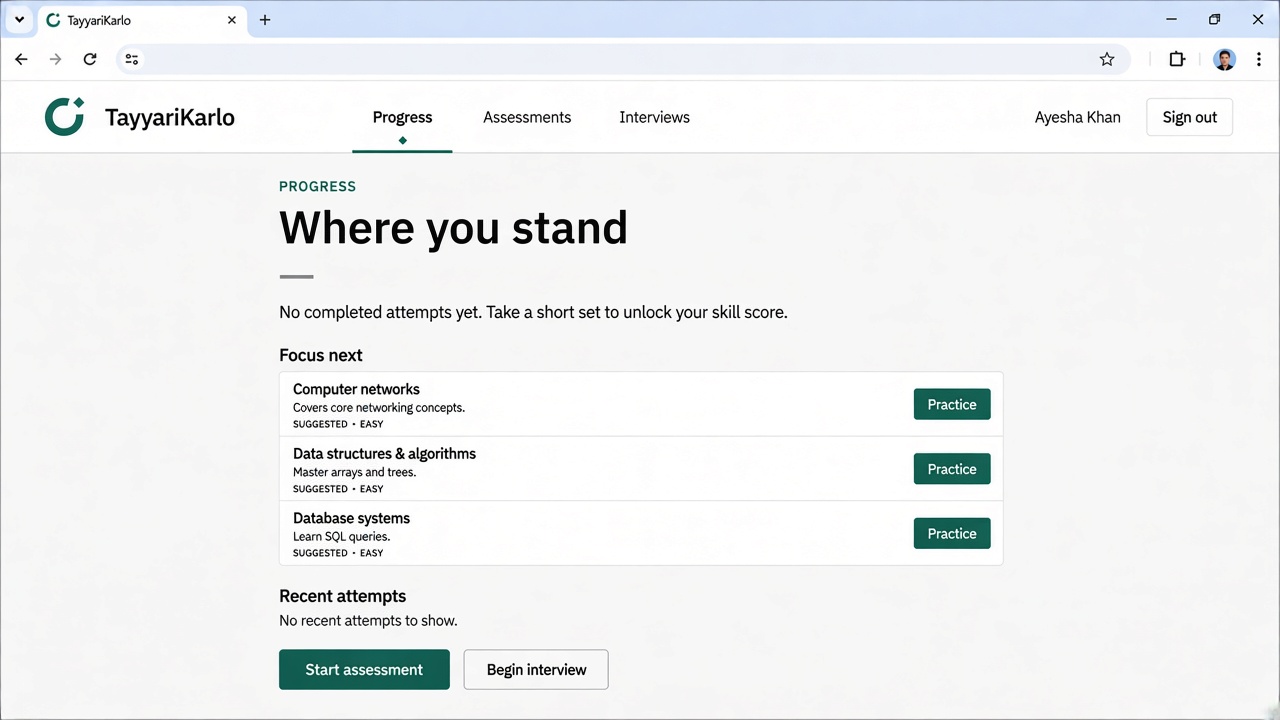 TayyariKarlo
TayyariKarlo
Progress
Assessments
Interviews
Ayesha Khan
Sign out
PROGRESS
Where you stand
No completed attempts yet. Take a short set to unlock your skill score.
Focus next
Computer networks
Covers core networking concepts.
SUGGESTED • EASY
Practice
Data structures & algorithms
Master arrays and trees.
SUGGESTED • EASY
Practice
Database systems
Learn SQL queries.
SUGGESTED • EASY
Practice
Recent attempts
No recent attempts to show.
Start assessment
Begin interview